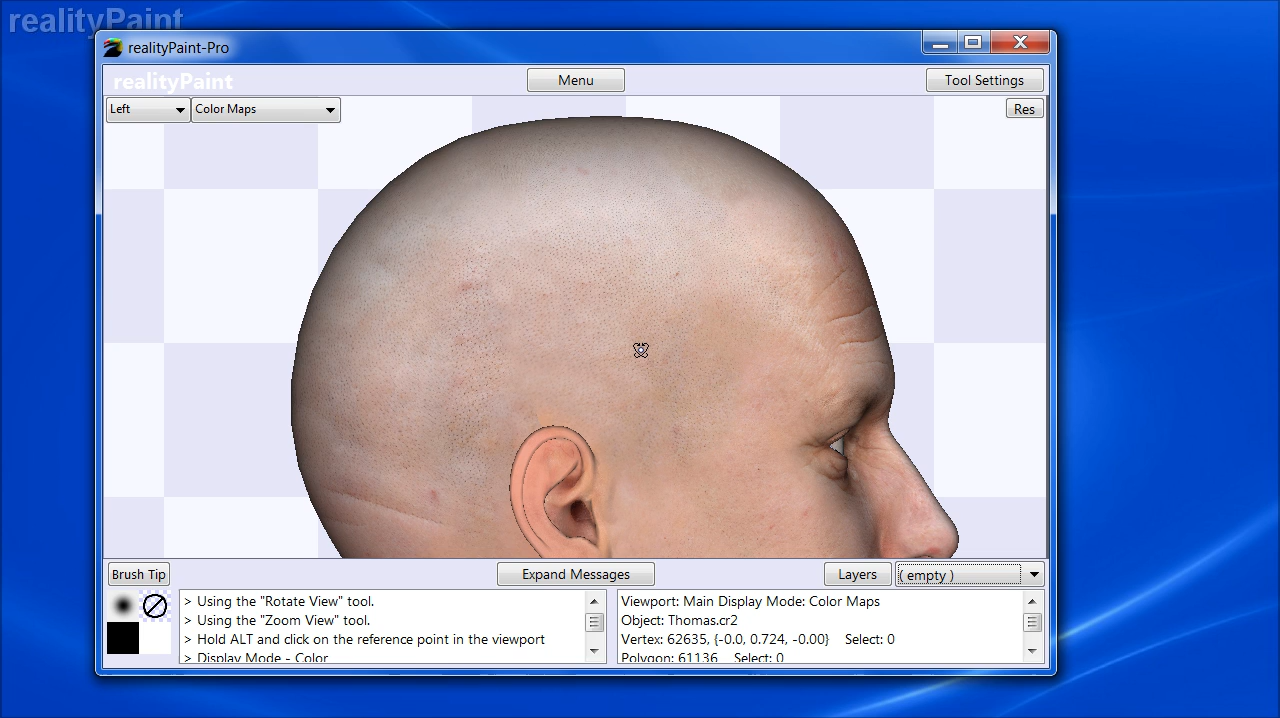 realityPaint
realityPaint-Pro
realityPaint
Menu
Tool Settings
Left
Color Maps
Res
Brush Tip
Expand Messages
Layers
( empty )
> Using the "Rotate View" tool.
> Using the "Zoom View" tool.
> Hold ALT and click on the reference point in the viewport
> Display Mode - Color
Viewport: Main Display Mode: Color Maps
Object: Thomas.cr2
Vertex: 62635, {-0.0, 0.724, -0.00} Select: 0
Polygon: 61136 Select: 0